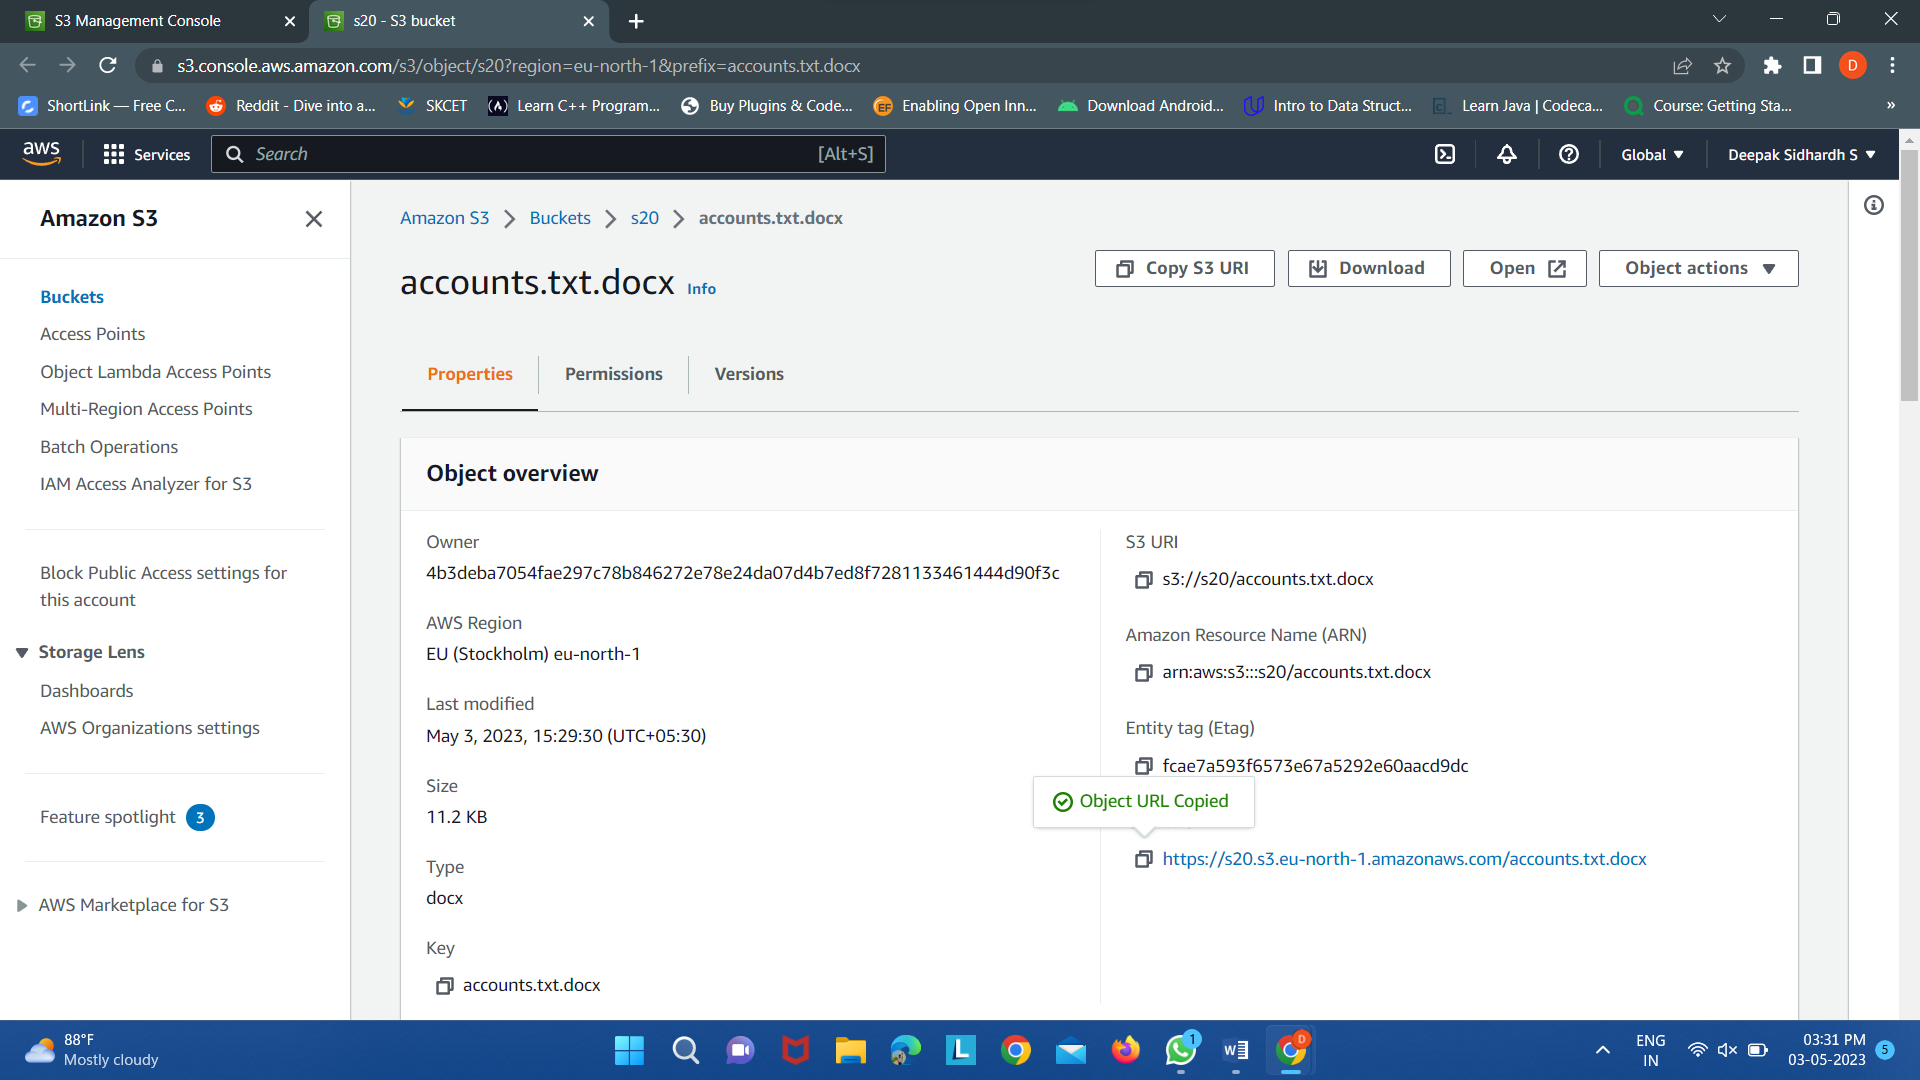 S3 Management Console
s20 - S3 bucket
s3.console.aws.amazon.com/s3/object/s20?region=eu-north-1&prefix=accounts.txt.docx
D
ShortLink — Free C...
Reddit - Dive into a...
SKCET
Learn C++ Program...
Buy Plugins & Code...
EF
Enabling Open Inn...
Download Android...
Intro to Data Struct...
Learn Java | Codeca...
Course: Getting Sta...
»
aws
Services
Search
[Alt+S]
Global
Deepak Sidhardh S
Amazon S3
Buckets
Access Points
Object Lambda Access Points
Multi-Region Access Points
Batch Operations
IAM Access Analyzer for S3
Block Public Access settings for
this account
Storage Lens
Dashboards
AWS Organizations settings
Feature spotlight 3
AWS Marketplace for S3
Amazon S3 > Buckets > s20 > accounts.txt.docx
accounts.txt.docx Info
Copy S3 URI
Download
Open
Object actions
Properties
Permissions
Versions
Object overview
Owner
4b3deba7054fae297c78b846272e78e24da07d4b7ed8f7281133461444d90f3c
AWS Region
EU (Stockholm) eu-north-1
Last modified
May 3, 2023, 15:29:30 (UTC+05:30)
Size
11.2 KB
Type
docx
Key
accounts.txt.docx
S3 URI
s3://s20/accounts.txt.docx
Amazon Resource Name (ARN)
arn:aws:s3:::s20/accounts.txt.docx
Entity tag (Etag)
fcae7a593f6573e67a5292e60aacd9dc
Object URL Copied
https://s20.s3.eu-north-1.amazonaws.com/accounts.txt.docx
88°F
Mostly cloudy
L
1
W
D
ENG
IN
03:31 PM
03-05-2023
5